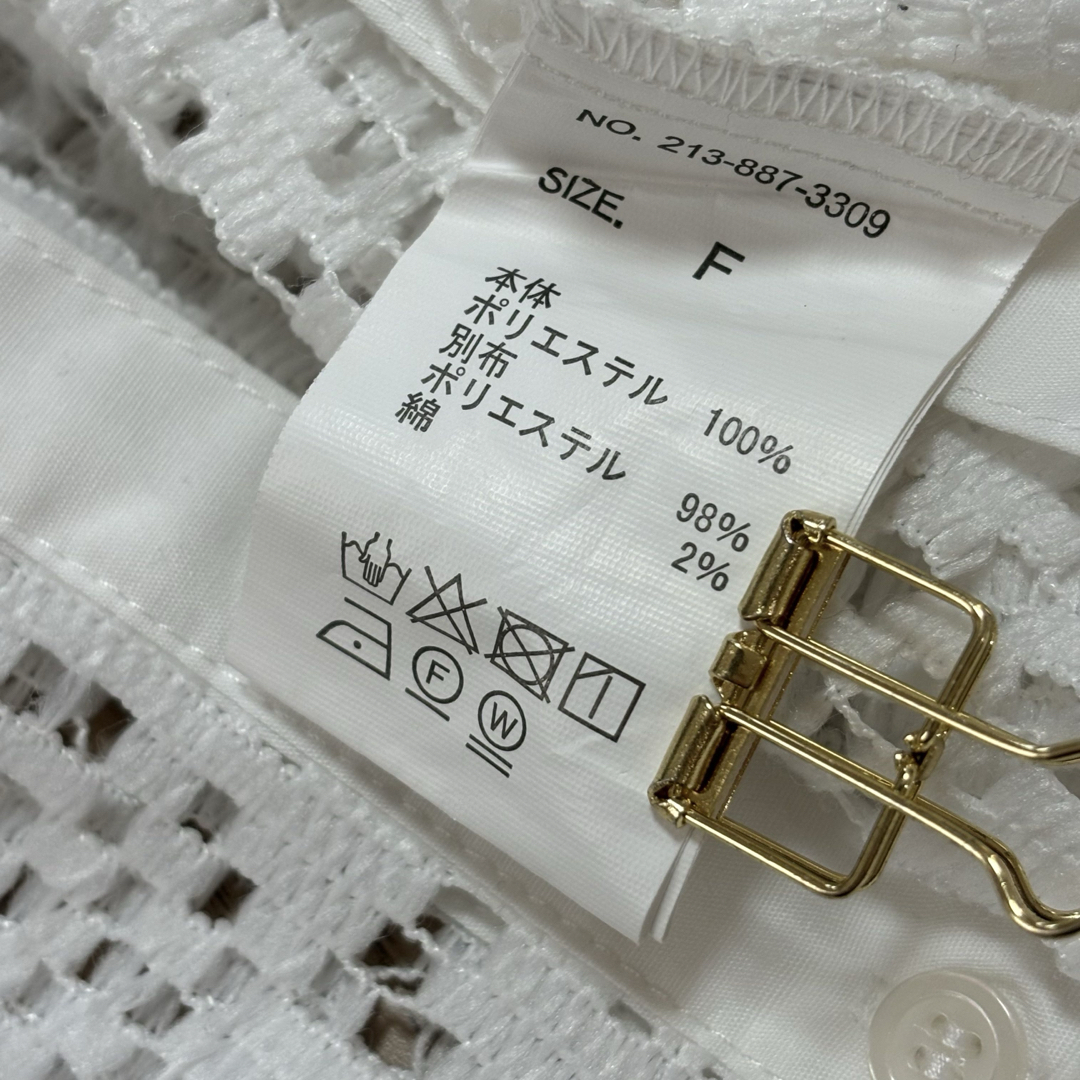 NO. 213-887-3309
SIZE. F
本体
ポリエステル 100%
別布
ポリエステル 98%
綿 2%
F
W